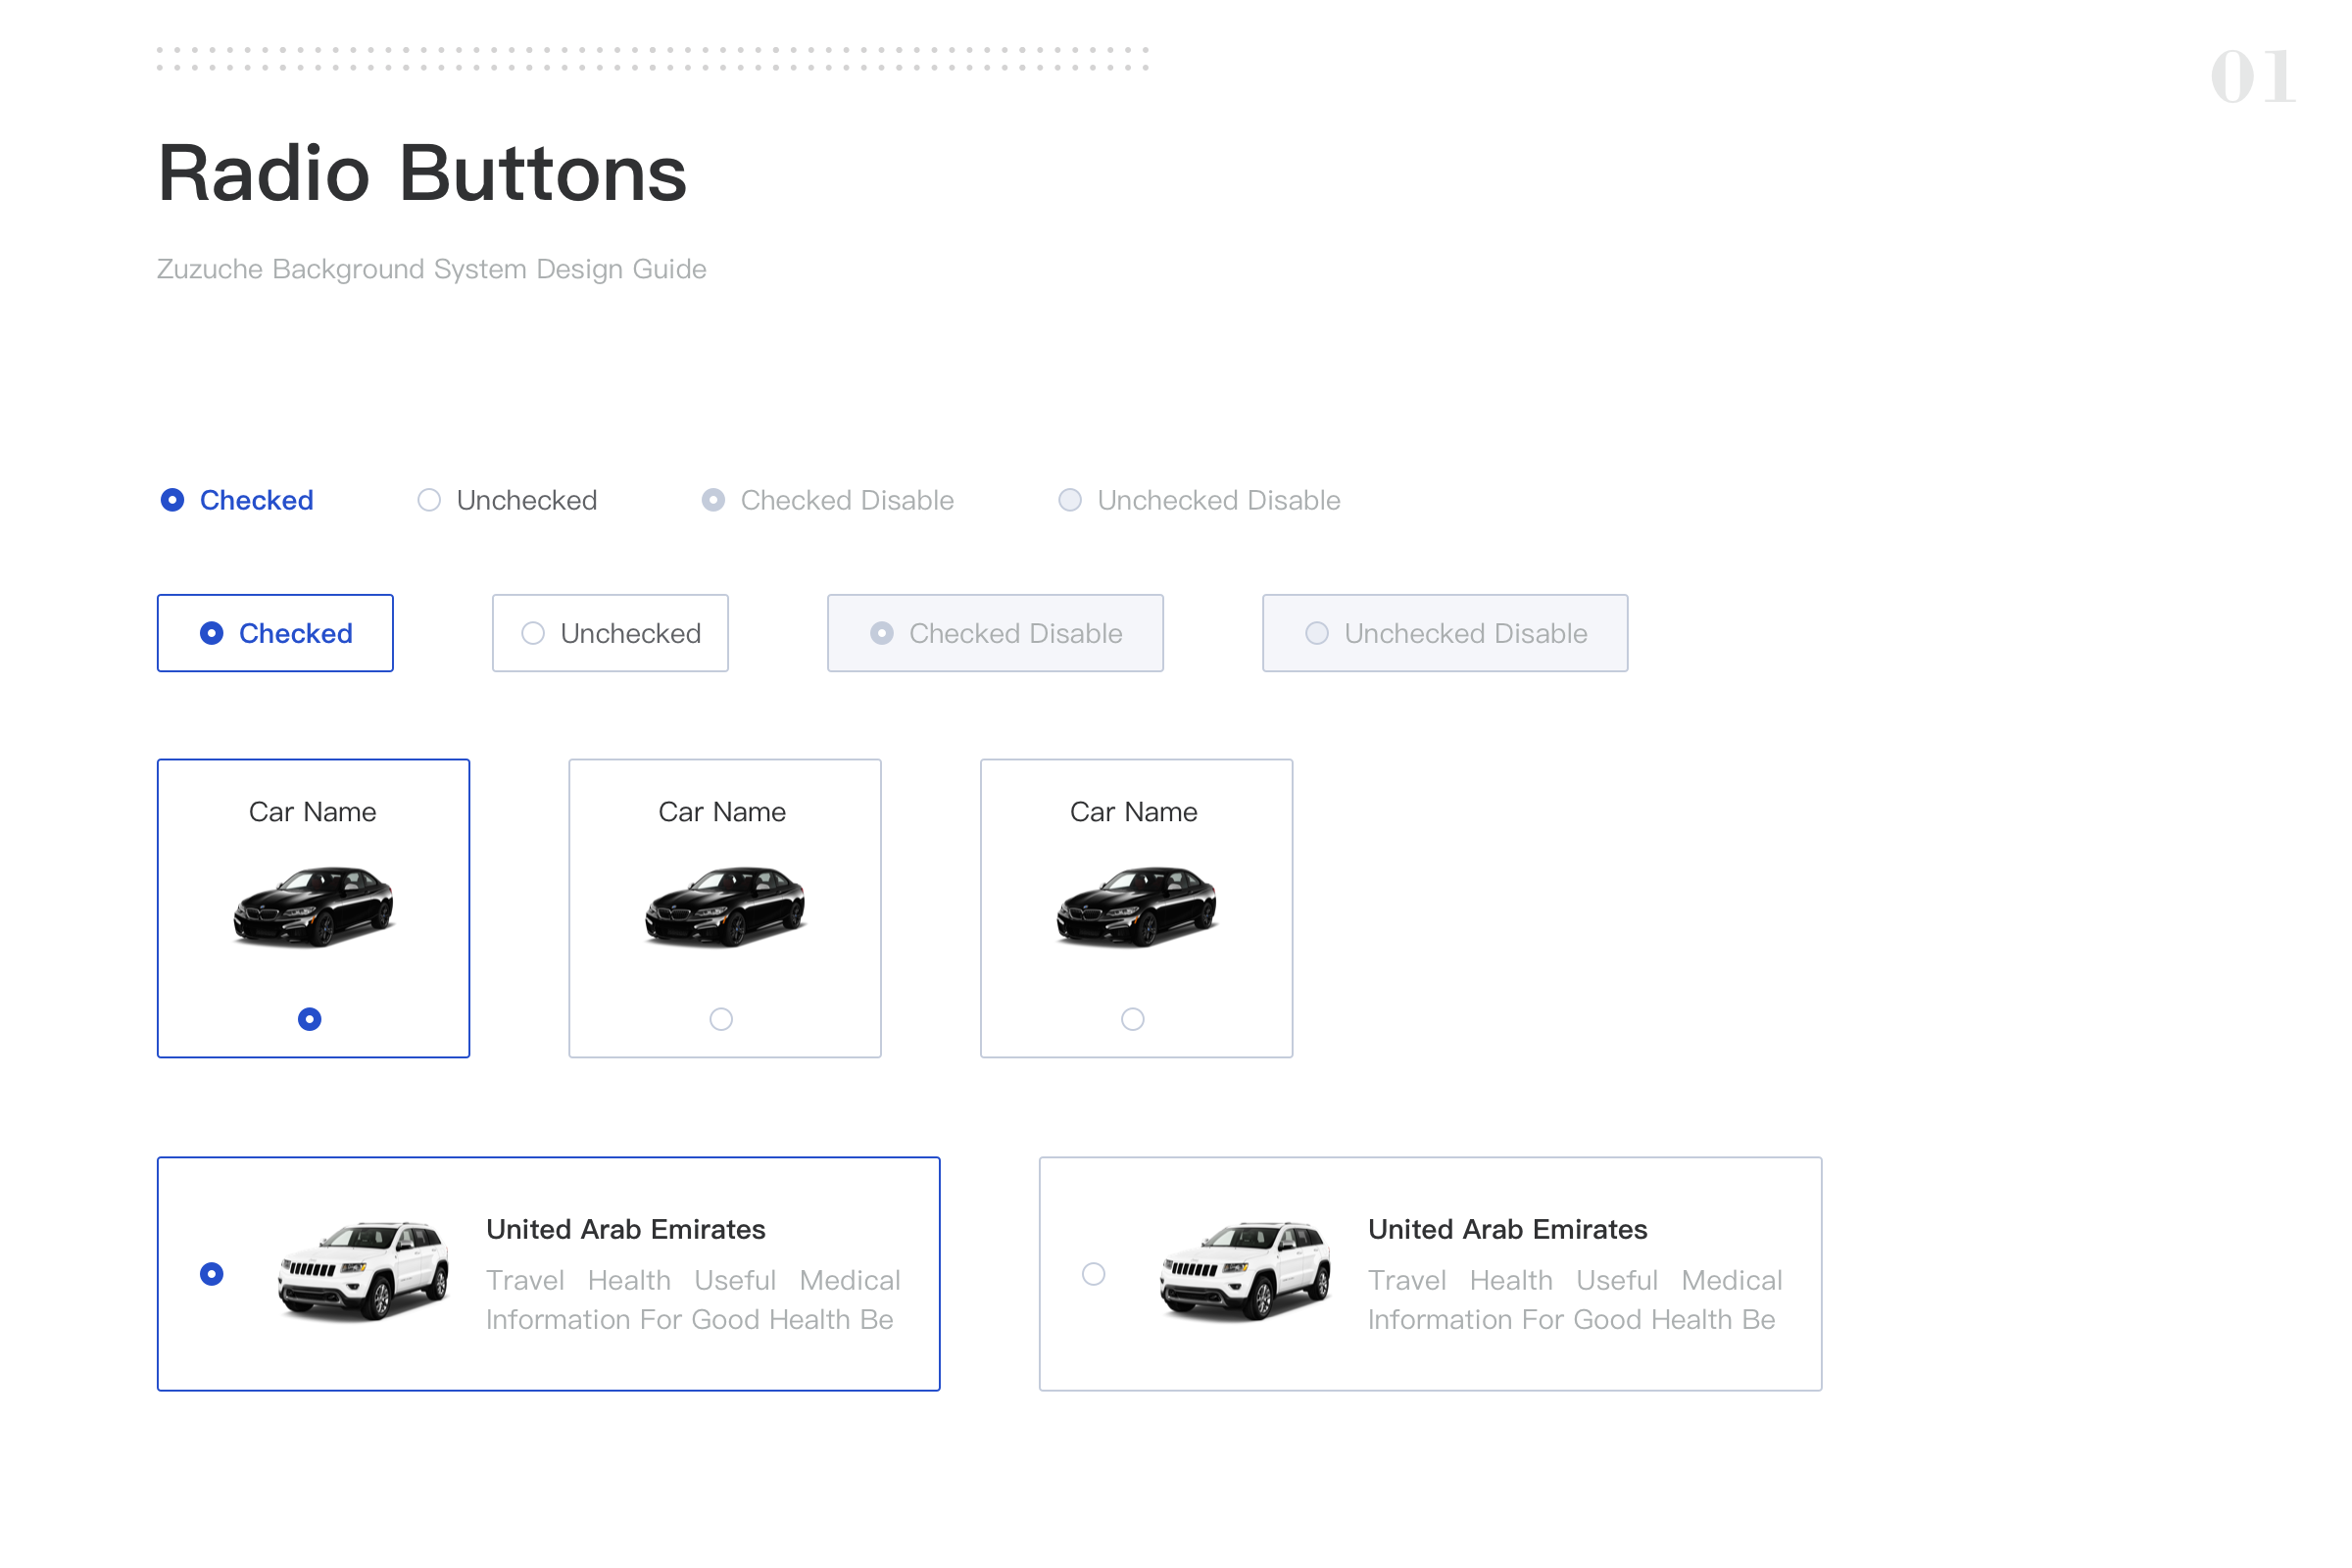 01
Radio Buttons
Zuzuche Background System Design Guide
Checked
Unchecked
Checked Disable
Unchecked Disable
Checked
Unchecked
Checked Disable
Unchecked Disable
Car Name
Car Name
Car Name
United Arab Emirates
Travel Health Useful Medical
Information For Good Health Be
United Arab Emirates
Travel Health Useful Medical
Information For Good Health Be